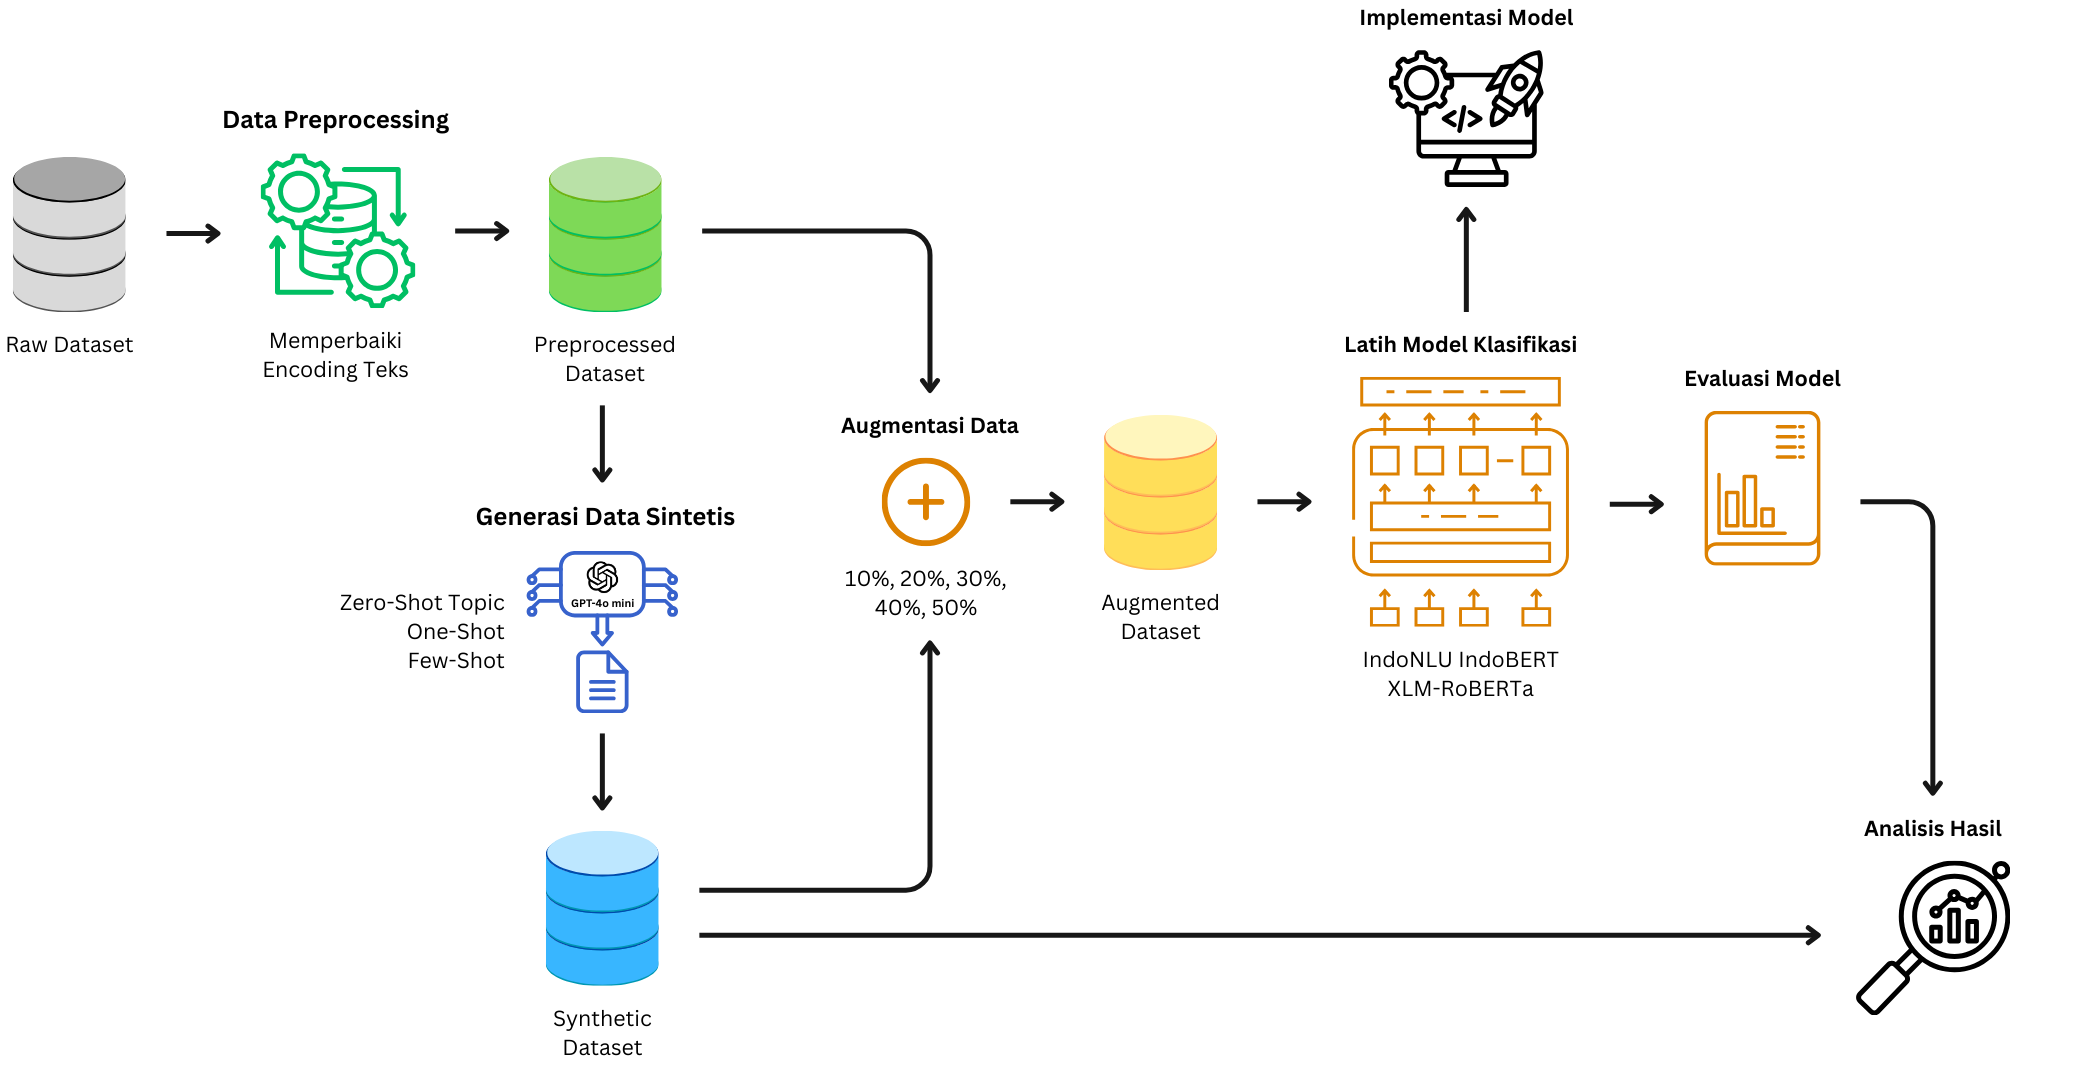 Implementasi Model
</>
Data Preprocessing
Raw Dataset
Memperbaiki
Encoding Teks
Preprocessed
Dataset
Generasi Data Sintetis
Zero-Shot Topic
One-Shot
Few-Shot
GPT-4o mini
Synthetic
Dataset
Augmentasi Data
10%, 20%, 30%,
40%, 50%
Augmented
Dataset
Latih Model Klasifikasi
IndoNLU IndoBERT
XLM-RoBERTa
Evaluasi Model
Analisis Hasil